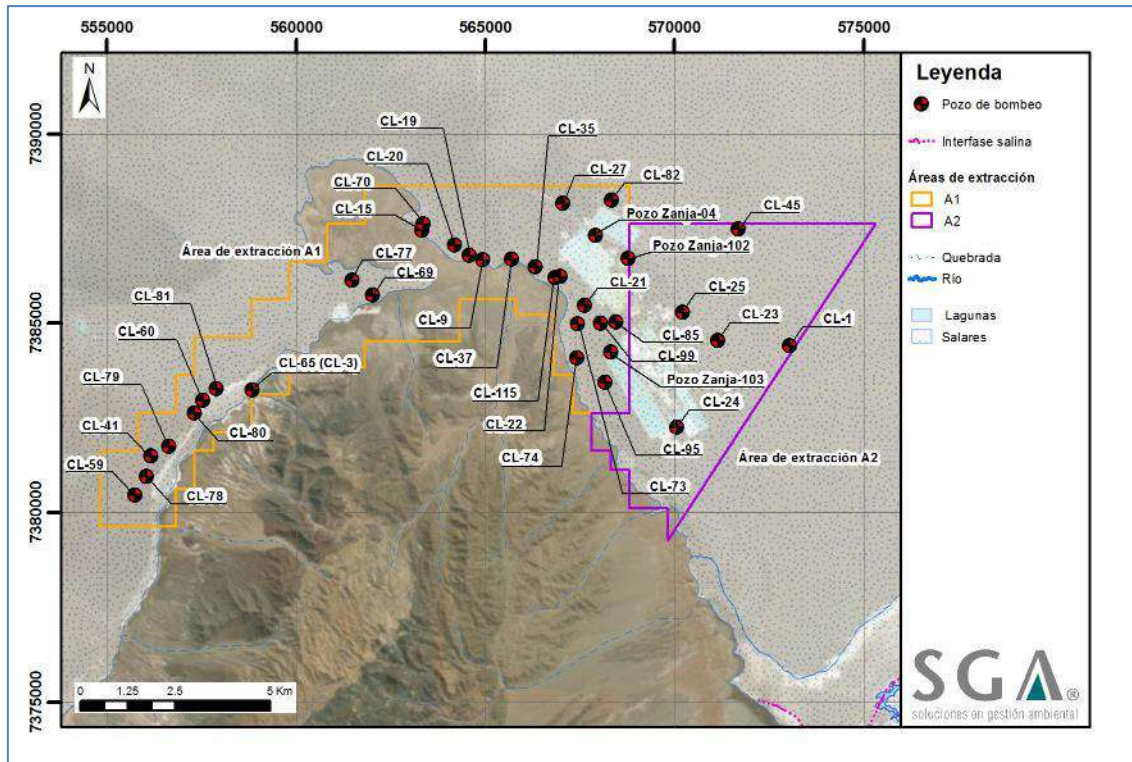 555000
560000
565000
570000
575000
7390000
7385000
7380000
7375000
N
CL-19
CL-20
CL-70
CL-15
CL-35
CL-27
CL-82
Pozo Zanja-04
CL-45
Pozo Zanja-102
Área de extracción A1
CL-77
CL-69
CL-21
CL-25
CL-23
CL-1
CL-81
CL-60
CL-79
CL-41
CL-59
CL-65 (CL-3)
CL-80
CL-78
CL-9
CL-37
CL-115
CL-22
CL-74
CL-85
CL-99
Pozo Zanja-103
CL-24
CL-95
CL-73
Área de extracción A2
0 1.25 2.5 5 Km
Leyenda
Pozo de bombeo
Interfase salina
Áreas de extracción
A1
A2
Quebrada
Río
Lagunas
Salares
SGA®
soluciones en gestión ambiental